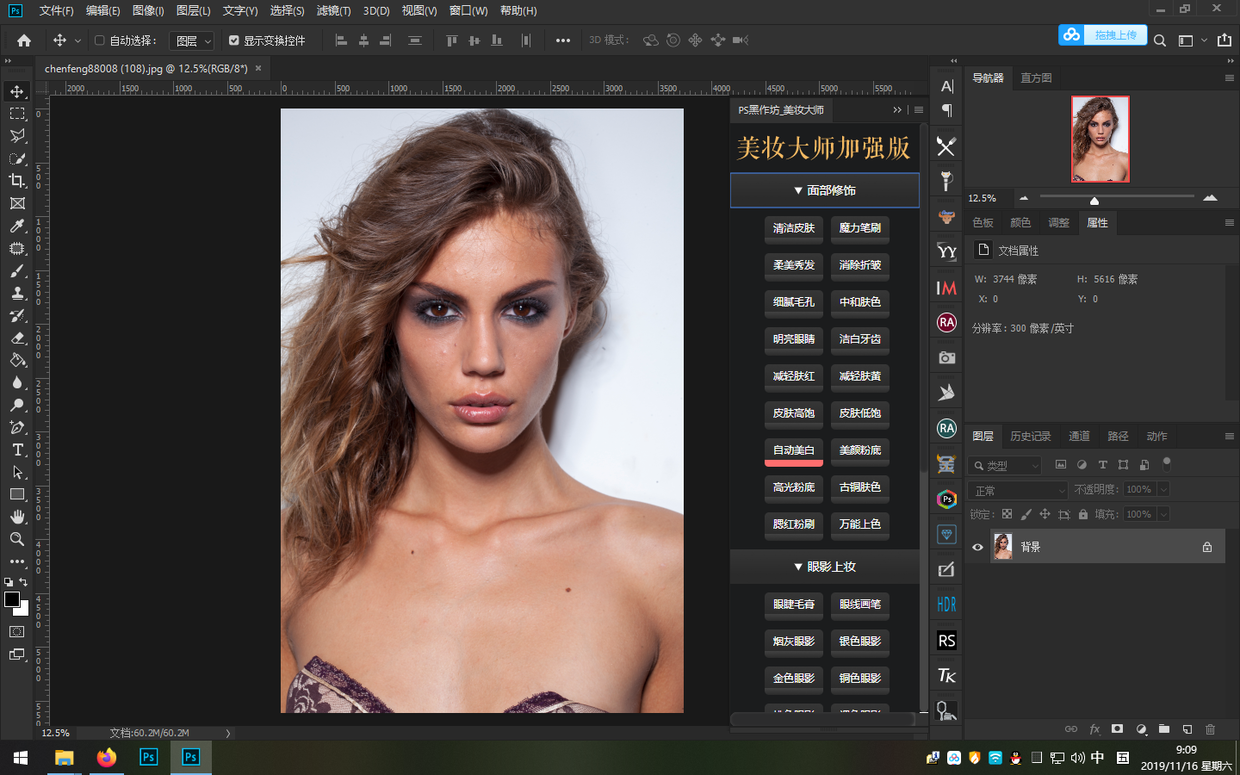 Ps 文件(F) 编辑(E) 图像(I) 图层(L) 文字(Y) 选择(S) 滤镜(T) 3D(D) 视图(V) 窗口(W) 帮助(H)
自动选择: 图层 显示变换控件 3D 模式: 拖拽上传
chenfeng88008 (108).jpg @ 12.5%(RGB/8*) ×
2000 1500 1000 500 0 500 1000 1500 2000 2500 3000 3500 4000 4500 5000 5500
PS黑作坊_美妆大师
美妆大师加强版
▼ 面部修饰
清洁皮肤 魔力笔刷
柔美秀发 消除折皱
细腻毛孔 中和肤色
明亮眼睛 洁白牙齿
减轻肤红 减轻肤黄
皮肤高饱 皮肤低饱
自动美白 美颜粉底
高光粉底 古铜肤色
腮红粉刷 万能上色
▼ 眼影上妆
眼睫毛膏 眼线画笔
烟灰眼影 银色眼影
金色眼影 铜色眼影
导航器 直方图
12.5%
色板 颜色 调整 属性
文档属性
W: 3744 像素 H: 5616 像素
X: 0 Y: 0
分辨率: 300 像素/英寸
图层 历史记录 通道 路径 动作
类型
正常 不透明度: 100%
锁定: 填充: 100%
背景
A
YY
IM
RA
RA
Ps
HDR
RS
TK
12.5% 文档:60.2M/60.2M
Ps Ps 中 五
9:09
2019/11/16 星期六